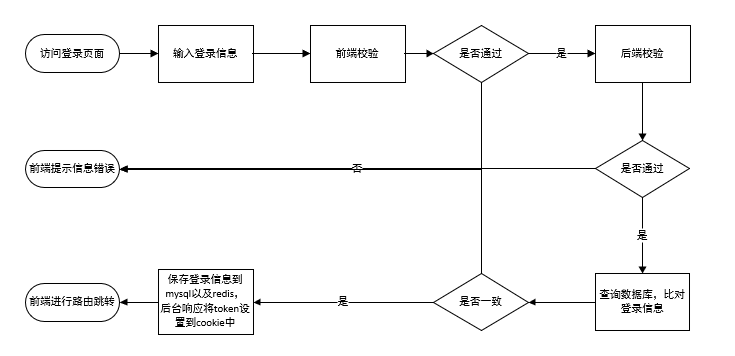 访问登录页面
输入登录信息
前端校验
是否通过
是
后端校验
前端提示信息错误
否
是否通过
是
前端进行路由跳转
保存登录信息到
mysql以及redis，
后台响应将token设
置到cookie中
是
是否一致
查询数据库，比对
登录信息